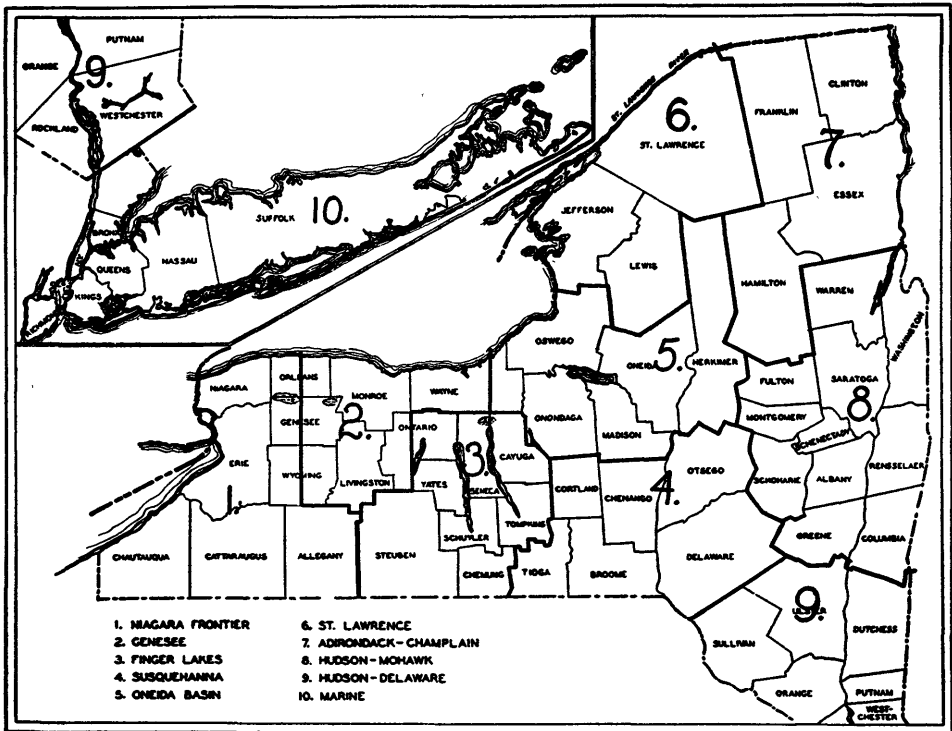 PUTNAM
ORANGE
9.
WESTCHESTER
ROCKLAND
SUFFOLK
10.
NASSAU
QUEENS
KINGS
RICHMOND
ST. LAWRENCE RIVER
6.
ST. LAWRENCE
FRANKLIN
CLINTON
7.
ESSEX
JEFFERSON
LEWIS
HAMILTON
WARREN
WASHINGTON
OSWEGO
ONEIDA
5.
HERKIMER
FULTON
SARATOGA
8.
MONTGOMERY
SCHENECTADY
NIAGARA
ORLEANS
MONROE
WAYNE
GENESEE
2.
ONTARIO
3.
CAYUGA
ONONDAGA
MADISON
ERIE
WYOMING
LIVINGSTON
YATES
SENECA
CORTLAND
CHENANGO
4.
OTSEGO
SCHOHARIE
ALBANY
RENSSELAER
1.
SCHUYLER
TOMPKINS
CHAUTAUQUA
CATTARAUGUS
ALLEGANY
STEUBEN
CHEMUNG
TIOGA
BROOME
DELAWARE
GREENE
COLUMBIA
9.
SULLIVAN
DUTCHESS
ORANGE
PUTNAM
WEST-
CHESTER
1. NIAGARA FRONTIER
2. GENESEE
3. FINGER LAKES
4. SUSQUEHANNA
5. ONEIDA BASIN
6. ST. LAWRENCE
7. ADIRONDACK-CHAMPLAIN
8. HUDSON-MOHAWK
9. HUDSON-DELAWARE
10. MARINE